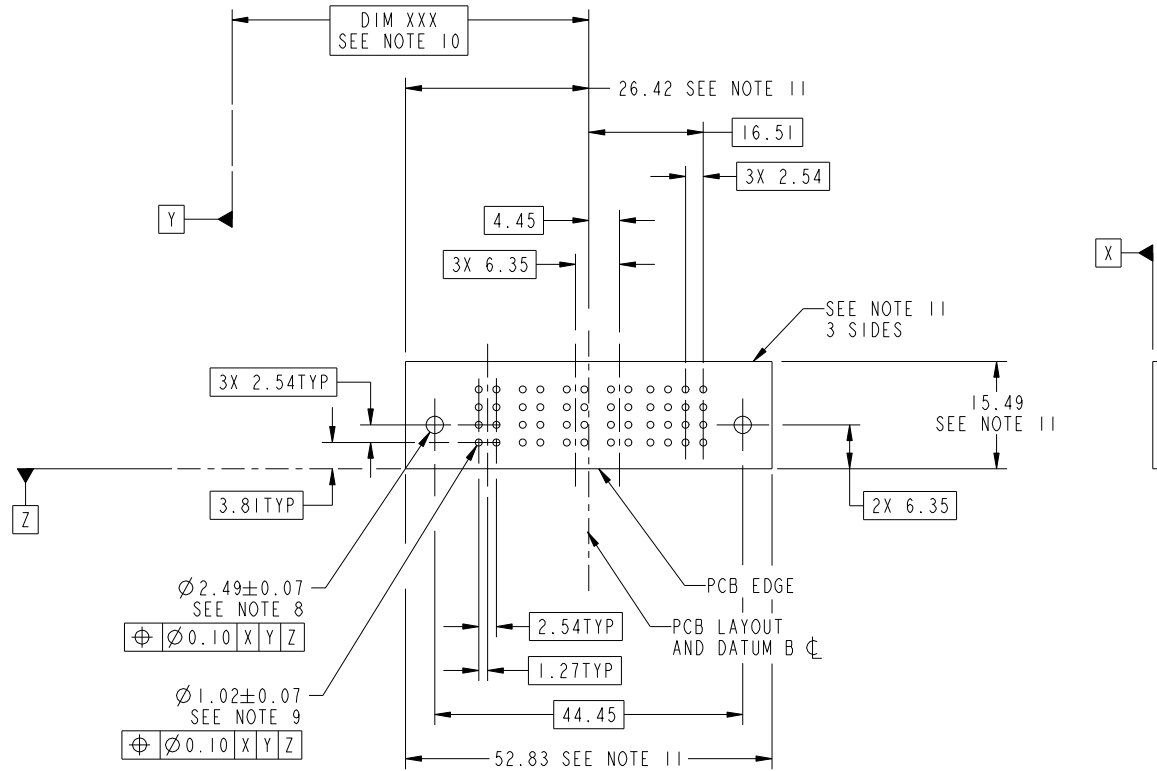 DIM XXX
SEE NOTE 10
26.42 SEE NOTE 11
16.51
3X 2.54
Y
4.45
X
3X 6.35
SEE NOTE 11
3 SIDES
3X 2.54TYP
15.49
SEE NOTE 11
3.81TYP
2X 6.35
Z
Ø2.49±0.07
SEE NOTE 8
⌖ Ø0.10 X Y Z
PCB EDGE
2.54TYP
PCB LAYOUT
AND DATUM B ℄
1.27TYP
Ø1.02±0.07
SEE NOTE 9
⌖ Ø0.10 X Y Z
44.45
52.83 SEE NOTE 11